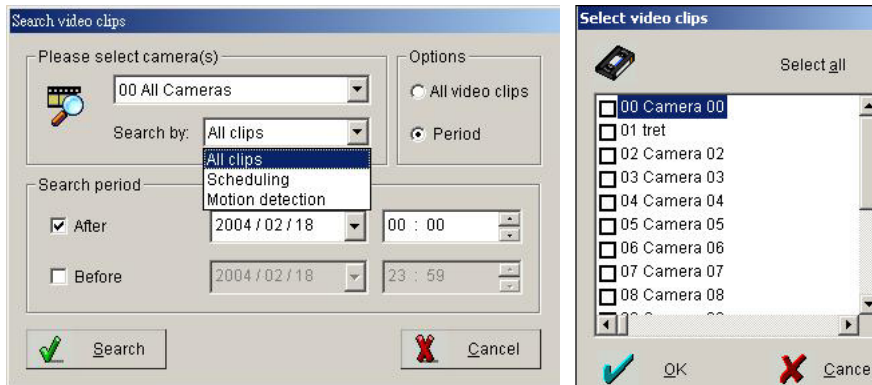 Search video clips
Please select camera(s)
00 All Cameras
Search by: All clips
All clips
Scheduling
Motion detection
Options
All video clips
Period
Search period
After 2004/02/18 00 : 00
Before 2004/02/18 23 : 59
Search Cancel
Select video clips
Select all
00 Camera 00
01 tret
02 Camera 02
03 Camera 03
04 Camera 04
05 Camera 05
06 Camera 06
07 Camera 07
08 Camera 08
OK Cance